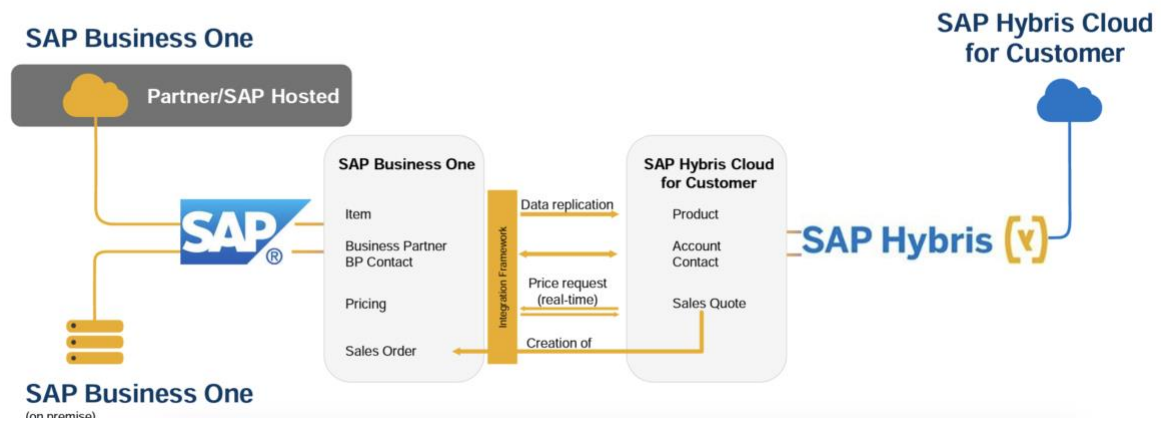 SAP Business One
Partner/SAP Hosted
SAP Hybris Cloud
for Customer
SAP
®
SAP Business One
Item
Business Partner
BP Contact
Pricing
Sales Order
Integration Framework
Data replication
Price request
(real-time)
Creation of
SAP Hybris Cloud
for Customer
Product
Account
Contact
Sales Quote
SAP Hybris (y)
SAP Business One
(on premise)